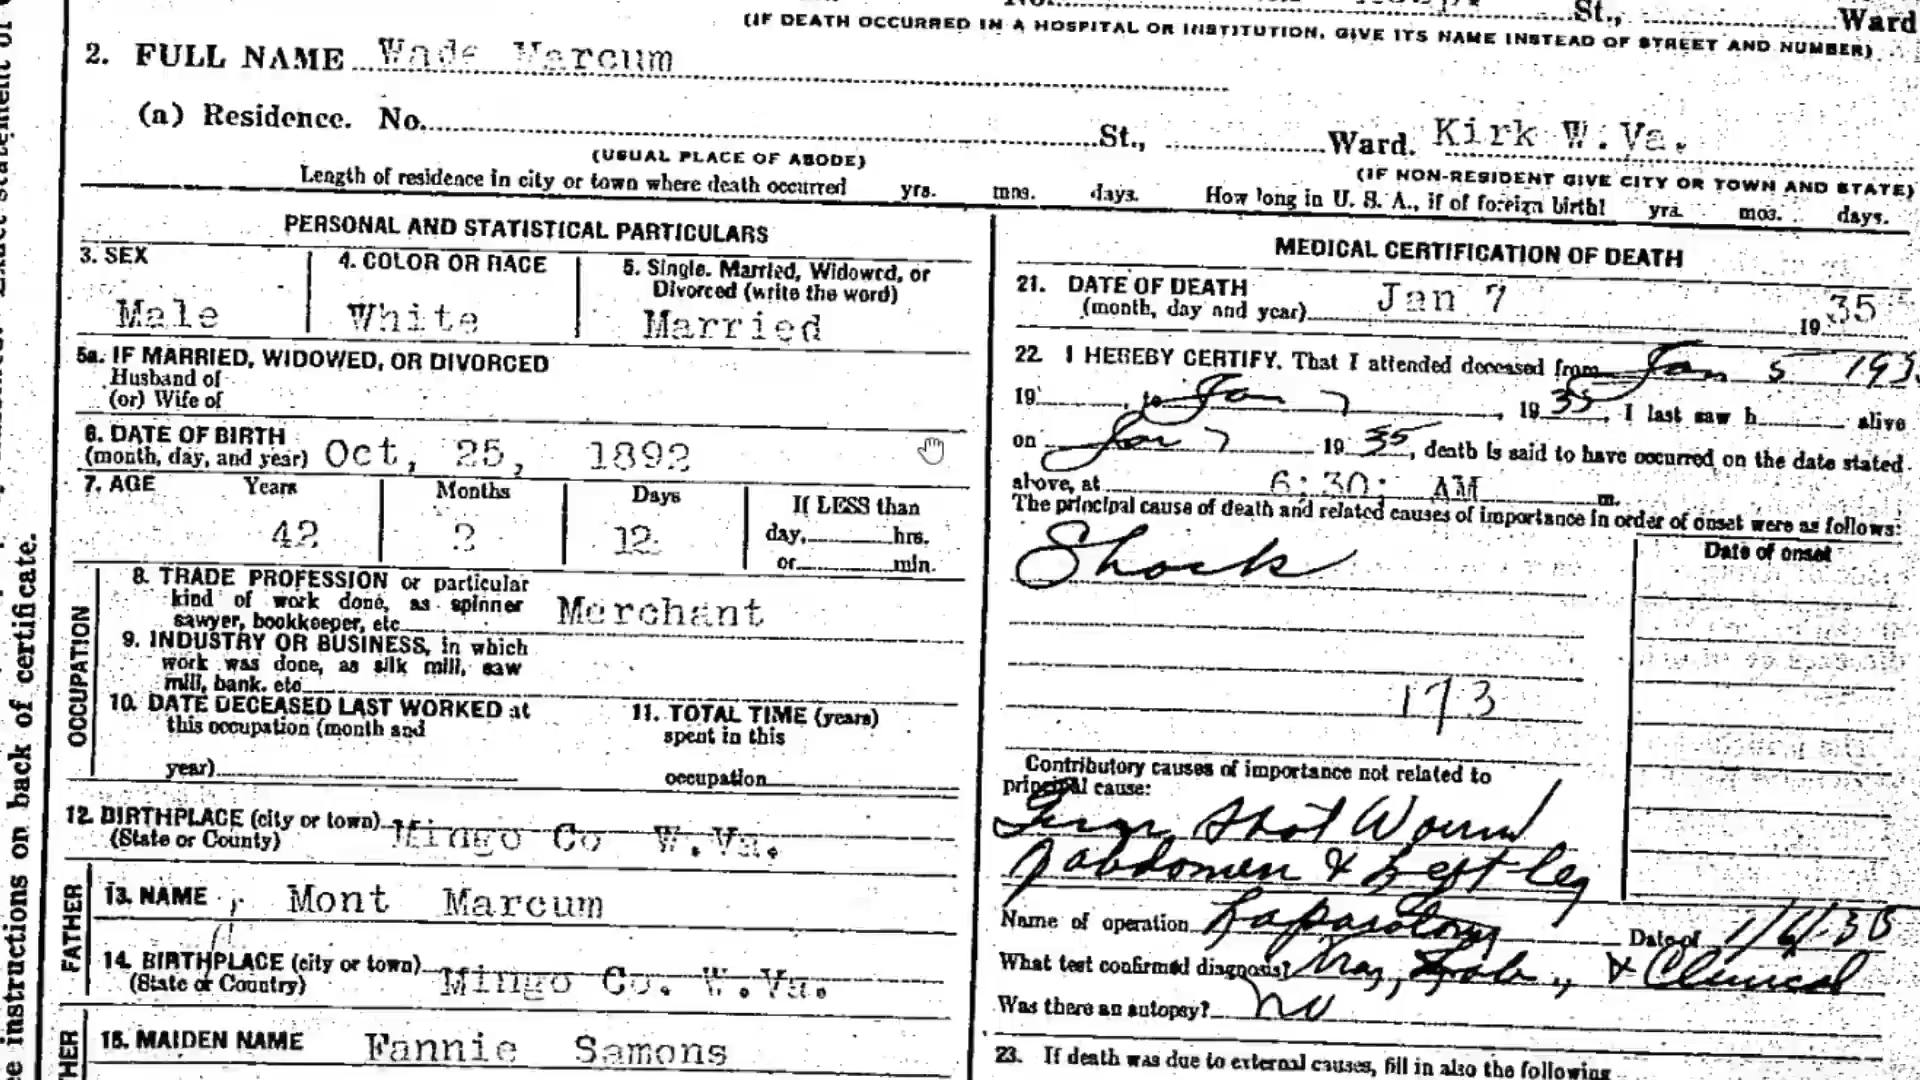 St., Ward
(IF DEATH OCCURRED IN A HOSPITAL OR INSTITUTION, GIVE ITS NAME INSTEAD OF STREET AND NUMBER)
2. FULL NAME Wade Marcum
(a) Residence. No. St., Ward. Kirk W.Va.
(USUAL PLACE OF ABODE) (IF NON-RESIDENT GIVE CITY OR TOWN AND STATE)
Length of residence in city or town where death occurred yrs. mos. days. How long in U. S. A., if of foreign birth? yrs. mos. days.
PERSONAL AND STATISTICAL PARTICULARS
3. SEX
Male
4. COLOR OR RACE
White
5. Single. Married, Widowed, or
Divorced (write the word)
Married
5a. IF MARRIED, WIDOWED, OR DIVORCED
Husband of
(or) Wife of
6. DATE OF BIRTH
(month, day, and year) Oct, 25, 1892
7. AGE Years Months Days If LESS than
42 2 12 day, hrs.
or min.
OCCUPATION
8. TRADE PROFESSION or particular
kind of work done, as spinner
sawyer, bookkeeper, etc Merchant
9. INDUSTRY OR BUSINESS, in which
work was done, as silk mill, saw
mill, bank. etc
10. DATE DECEASED LAST WORKED at
this occupation (month and
year)
11. TOTAL TIME (years)
spent in this
occupation
12. BIRTHPLACE (city or town) Mingo Co W.Va.
(State or County)
FATHER
13. NAME Mont Marcum
14. BIRTHPLACE (city or town) Mingo Co. W.Va.
(State or Country)
15. MAIDEN NAME Fannie Samons
MEDICAL CERTIFICATION OF DEATH
21. DATE OF DEATH Jan 7
(month, day and year) 19 35
22. I HEREBY CERTIFY. That I attended deceased from Jan 5 193
19 , to Jan 7 , 19 35, I last saw h alive
on Jan 7 19 35, death is said to have occurred on the date stated
above, at 6:30: AM m.
The principal cause of death and related causes of importance in order of onset were as follows:
Date of onset
Shock
173
Contributory causes of importance not related to
principal cause:
Gun Shot Wound
abdomen & Left leg
Name of operation Laparotomy Date of 1/6/35
What test confirmed diagnosis? Xray, Lab., & Clinical
Was there an autopsy? no
23. If death was due to external causes, fill in also the following
instructions on back of certificate.